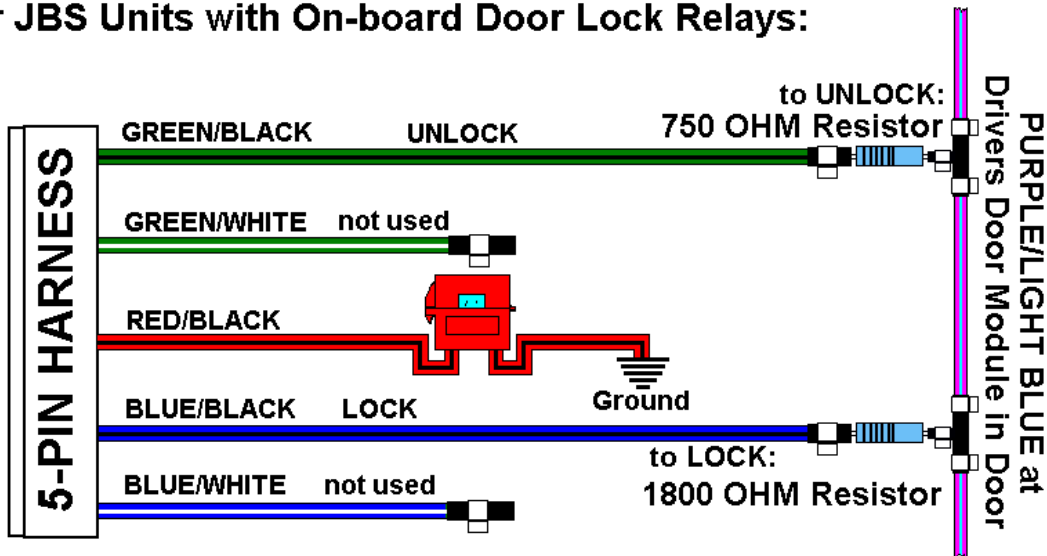 JBS Units with On-board Door Lock Relays:
to UNLOCK:
750 OHM Resistor
GREEN/BLACK UNLOCK
GREEN/WHITE not used
RED/BLACK
Ground
BLUE/BLACK LOCK
to LOCK:
1800 OHM Resistor
BLUE/WHITE not used
5-PIN HARNESS
PURPLE/LIGHT BLUE at
Drivers Door Module in Door